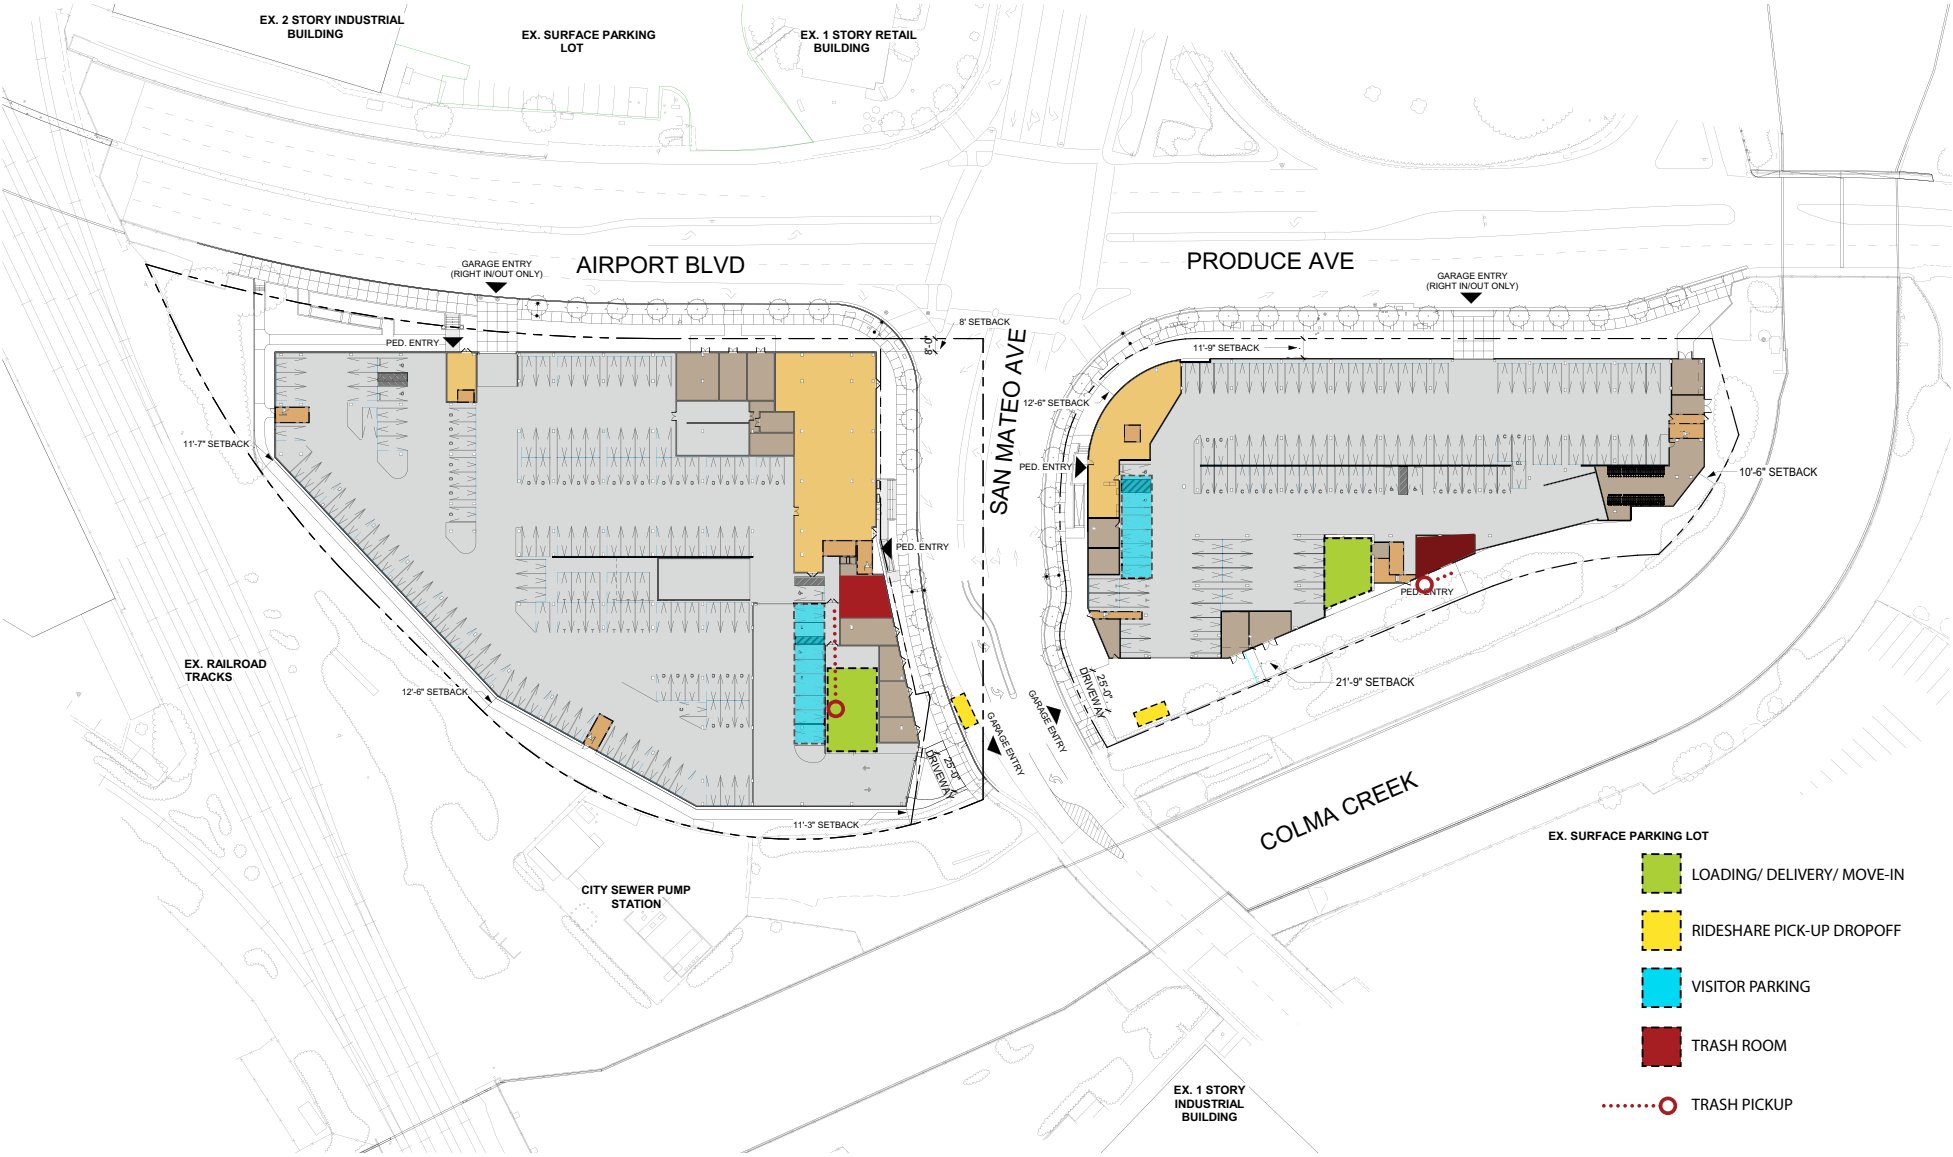 EX. 2 STORY INDUSTRIAL
BUILDING
EX. SURFACE PARKING
LOT
EX. 1 STORY RETAIL
BUILDING
GARAGE ENTRY
(RIGHT IN/OUT ONLY)
AIRPORT BLVD
PRODUCE AVE
GARAGE ENTRY
(RIGHT IN/OUT ONLY)
PED. ENTRY
8' SETBACK
8'-0"
11'-9" SETBACK
SAN MATEO AVE
12'-6" SETBACK
11'-7" SETBACK
PED. ENTRY
10'-6" SETBACK
PED. ENTRY
PED. ENTRY
EX. RAILROAD
TRACKS
12'-6" SETBACK
21'-9" SETBACK
25'-0"
DRIVEWAY
GARAGE ENTRY
GARAGE ENTRY
25'-0"
DRIVEWAY
11'-3" SETBACK
COLMA CREEK
CITY SEWER PUMP
STATION
EX. SURFACE PARKING LOT
LOADING/ DELIVERY/ MOVE-IN
RIDESHARE PICK-UP DROPOFF
VISITOR PARKING
TRASH ROOM
TRASH PICKUP
EX. 1 STORY
INDUSTRIAL
BUILDING